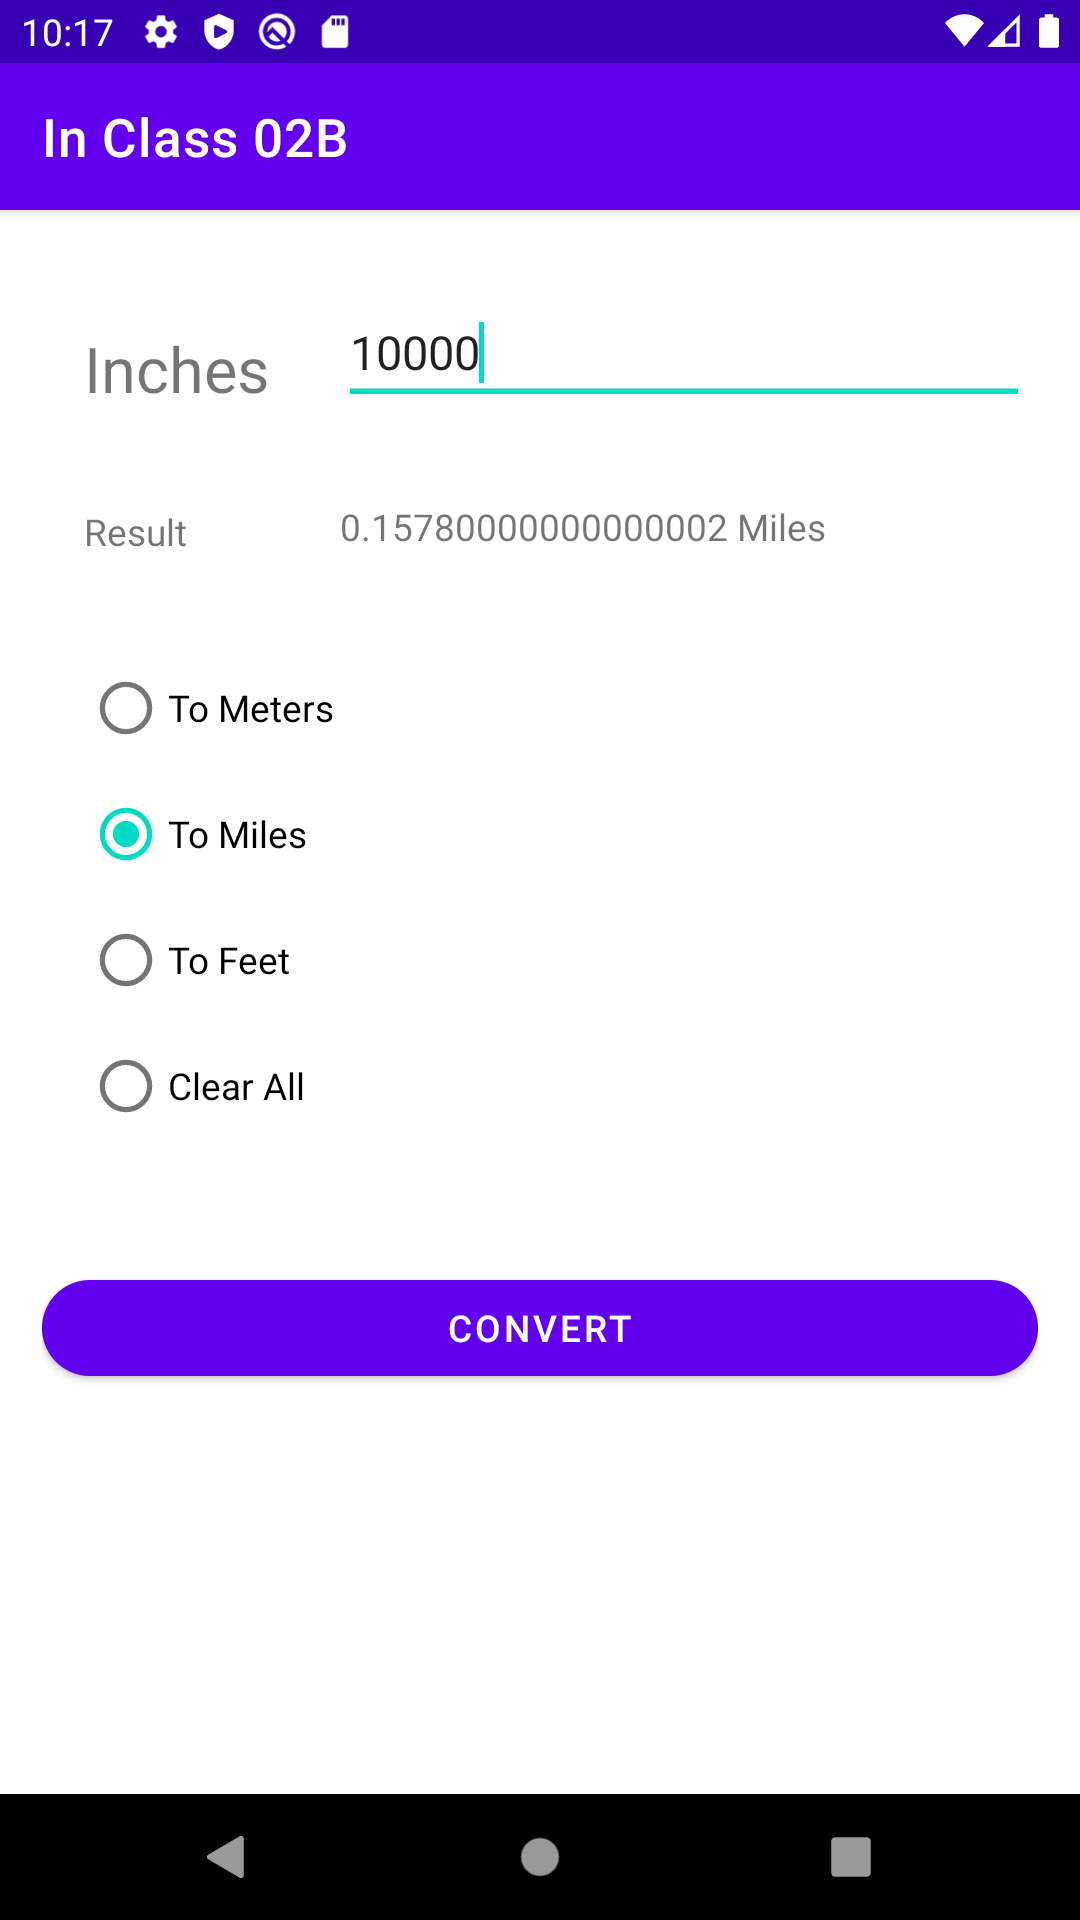 10:17
In Class 02B
Inches 10000
Result 0.15780000000000002 Miles
To Meters
To Miles
To Feet
Clear All
CONVERT